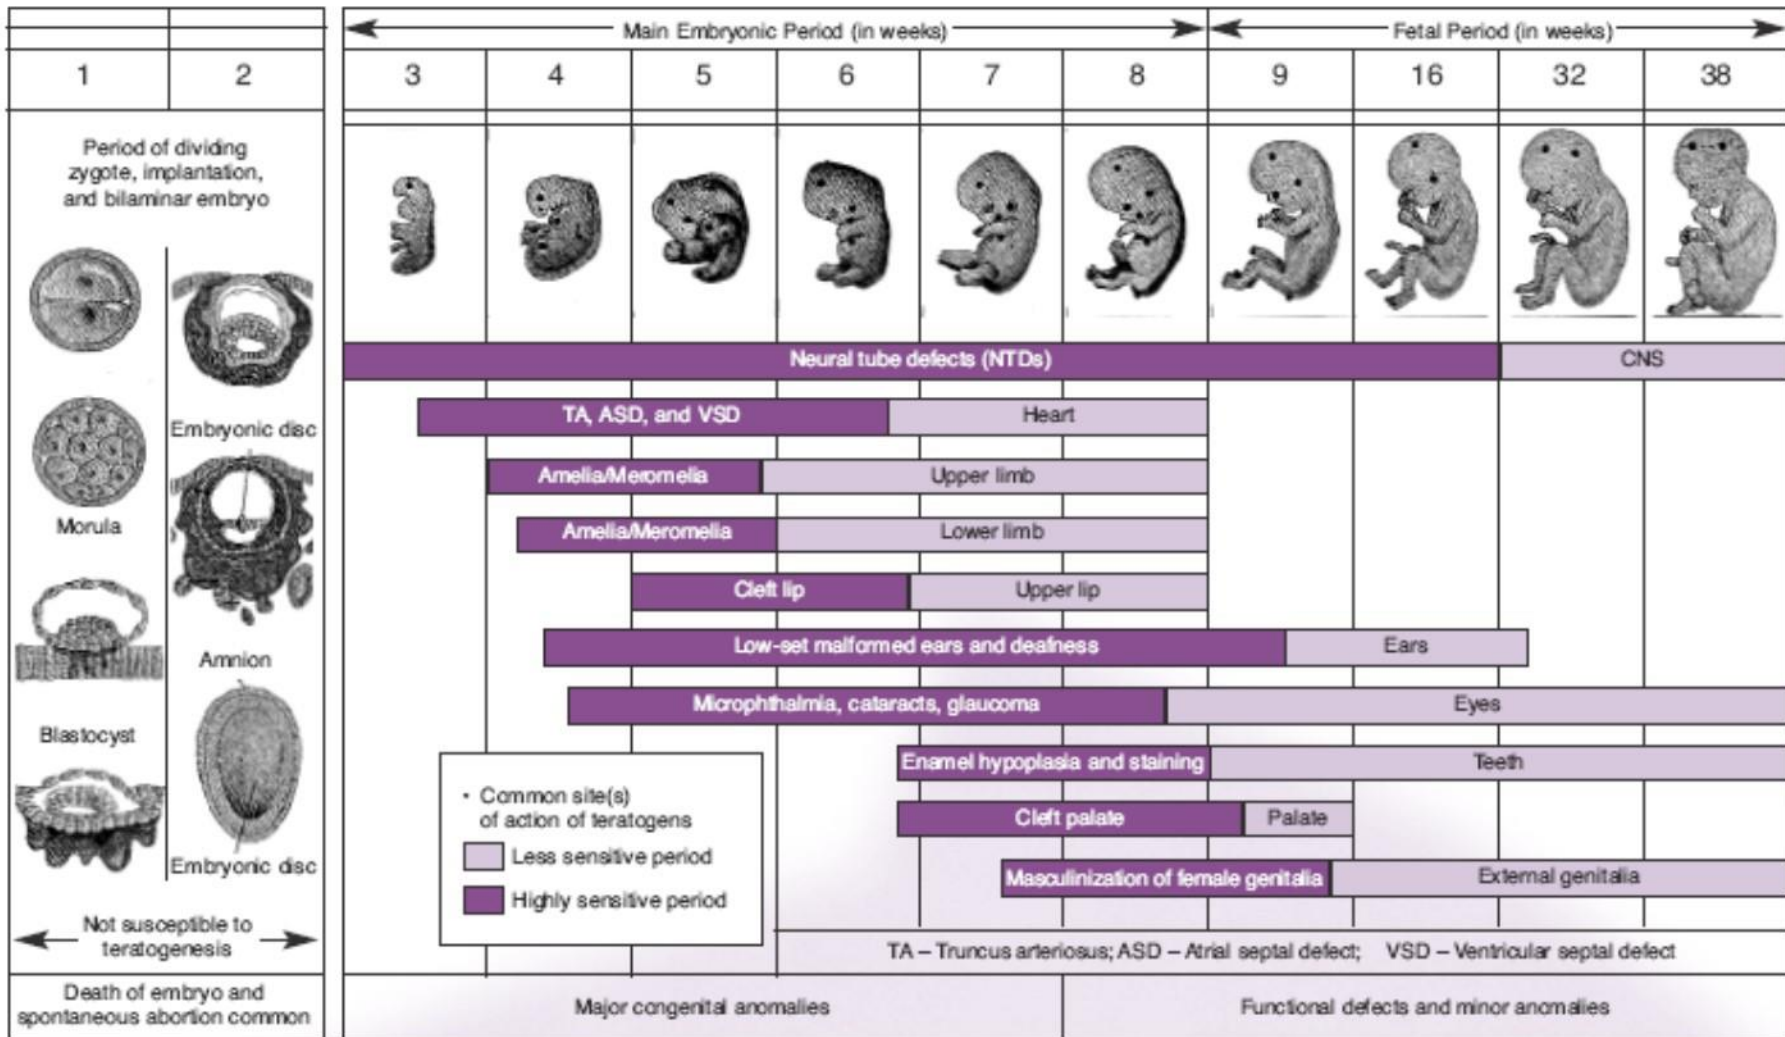 Main Embryonic Period (in weeks)
Fetal Period (in weeks)
1
2
3
4
5
6
7
8
9
16
32
38
Period of dividing
zygote, implantation,
and bilaminar embryo
Embryonic disc
Morula
Amnion
Blastocyst
Embryonic disc
Not susceptible to
teratogenesis
Death of embryo and
spontaneous abortion common
Neural tube defects (NTDs)
CNS
TA, ASD, and VSD
Heart
Amelia/Meromelia
Upper limb
Amelia/Meromelia
Lower limb
Cleft lip
Upper lip
Low-set malformed ears and deafness
Ears
Microphthalmia, cataracts, glaucoma
Eyes
Enamel hypoplasia and staining
Teeth
Cleft palate
Palate
Masculinization of female genitalia
External genitalia
• Common site(s)
of action of teratogens
Less sensitive period
Highly sensitive period
TA – Truncus arteriosus; ASD – Atrial septal defect; VSD – Ventricular septal defect
Major congenital anomalies
Functional defects and minor anomalies